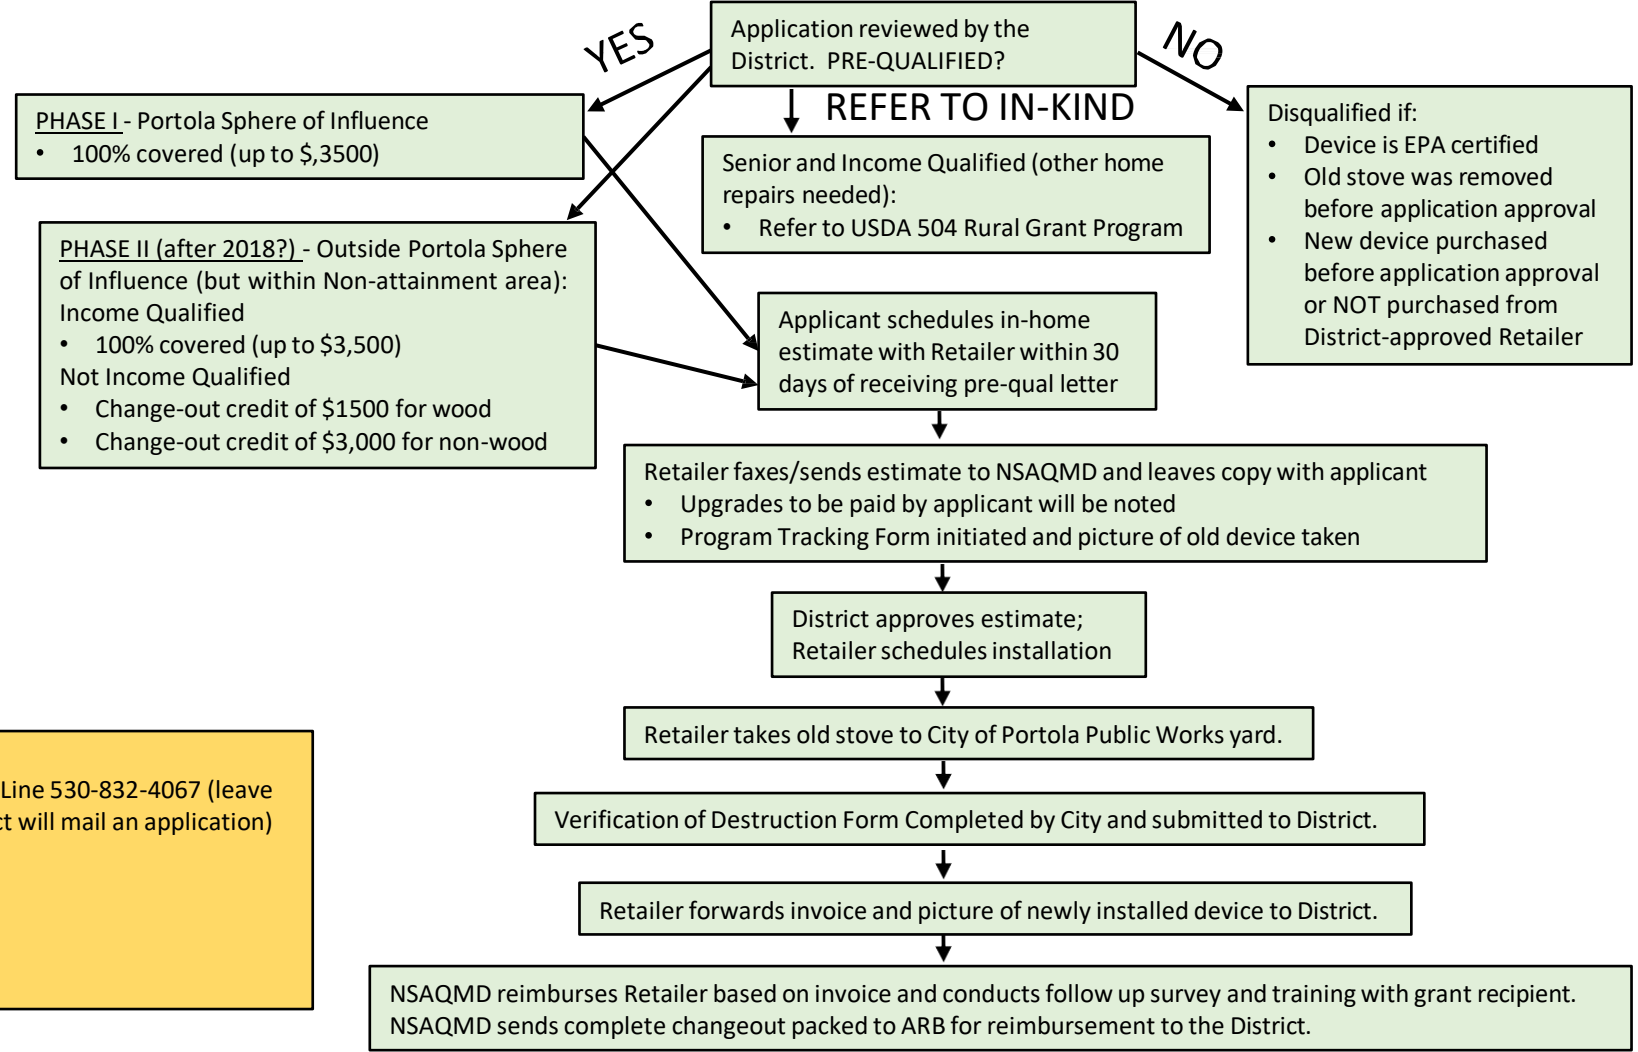 Application reviewed by the
District. PRE-QUALIFIED?
YES
NO
REFER TO IN-KIND
PHASE I - Portola Sphere of Influence
• 100% covered (up to $,3500)
Senior and Income Qualified (other home
repairs needed):
• Refer to USDA 504 Rural Grant Program
Disqualified if:
• Device is EPA certified
• Old stove was removed
before application approval
• New device purchased
before application approval
or NOT purchased from
District-approved Retailer
PHASE II (after 2018?) - Outside Portola Sphere
of Influence (but within Non-attainment area):
Income Qualified
• 100% covered (up to $3,500)
Not Income Qualified
• Change-out credit of $1500 for wood
• Change-out credit of $3,000 for non-wood
Applicant schedules in-home
estimate with Retailer within 30
days of receiving pre-qual letter
Retailer faxes/sends estimate to NSAQMD and leaves copy with applicant
• Upgrades to be paid by applicant will be noted
• Program Tracking Form initiated and picture of old device taken
District approves estimate;
Retailer schedules installation
Retailer takes old stove to City of Portola Public Works yard.
Line 530-832-4067 (leave
ct will mail an application)
Verification of Destruction Form Completed by City and submitted to District.
Retailer forwards invoice and picture of newly installed device to District.
NSAQMD reimburses Retailer based on invoice and conducts follow up survey and training with grant recipient.
NSAQMD sends complete changeout packed to ARB for reimbursement to the District.